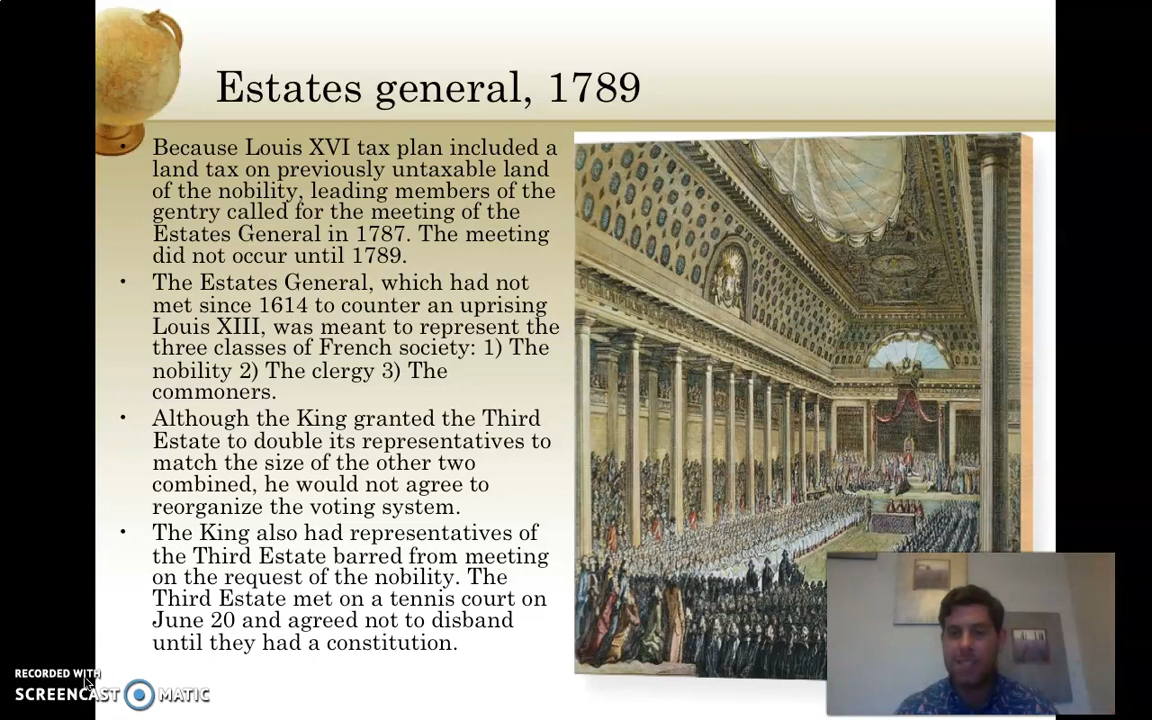 Estates general, 1789
Because Louis XVI tax plan included a
land tax on previously untaxable land
of the nobility, leading members of the
gentry called for the meeting of the
Estates General in 1787. The meeting
did not occur until 1789.
The Estates General, which had not
met since 1614 to counter an uprising
Louis XIII, was meant to represent the
three classes of French society: 1) The
nobility 2) The clergy 3) The
commoners.
Although the King granted the Third
Estate to double its representatives to
match the size of the other two
combined, he would not agree to
reorganize the voting system.
The King also had representatives of
the Third Estate barred from meeting
on the request of the nobility. The
Third Estate met on a tennis court on
June 20 and agreed not to disband
until they had a constitution.
RECORDED WITH
SCREENCAST MATIC